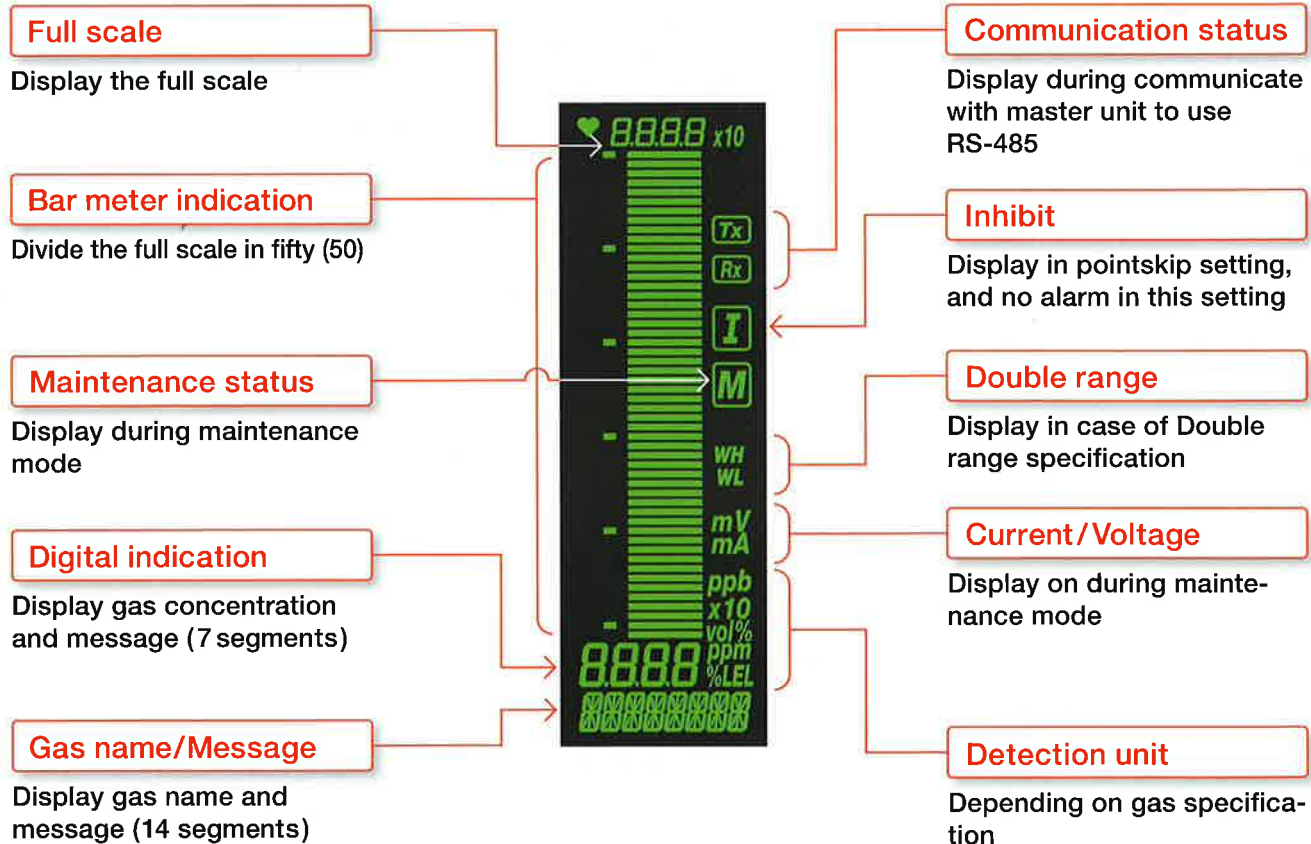 Full scale
Display the full scale
Bar meter indication
Divide the full scale in fifty (50)
Maintenance status
Display during maintenance
mode
Digital indication
Display gas concentration
and message (7 segments)
Gas name/Message
Display gas name and
message (14 segments)
8.8.8.8 x10
Tx
Rx
I
M
WH
WL
mV
mA
ppb
x10
vol%
ppm
8.8.8.8 %LEL
Communication status
Display during communicate
with master unit to use
RS-485
Inhibit
Display in pointskip setting,
and no alarm in this setting
Double range
Display in case of Double
range specification
Current/Voltage
Display on during mainte-
nance mode
Detection unit
Depending on gas specifica-
tion